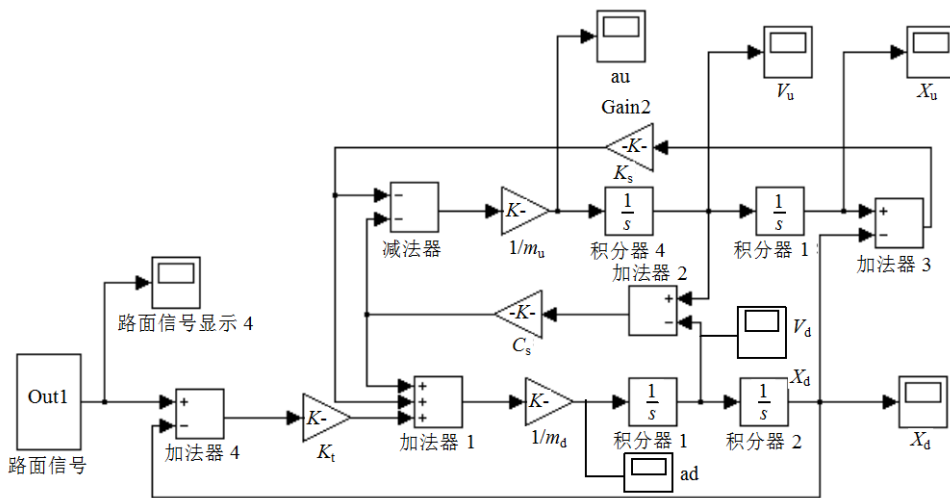 au
V_u
X_u
Gain2
-K-
K_s
−
−
减法器
K-
1/m_u
1/s
积分器 4
1/s
积分器 1
+
−
加法器 3
加法器 2
+
−
路面信号显示 4
-K-
C_s
V_d
X_d
Out1
路面信号
+
−
加法器 4
K-
K_t
+
+
+
加法器 1
K-
1/m_d
1/s
积分器 1
1/s
积分器 2
X_d
ad